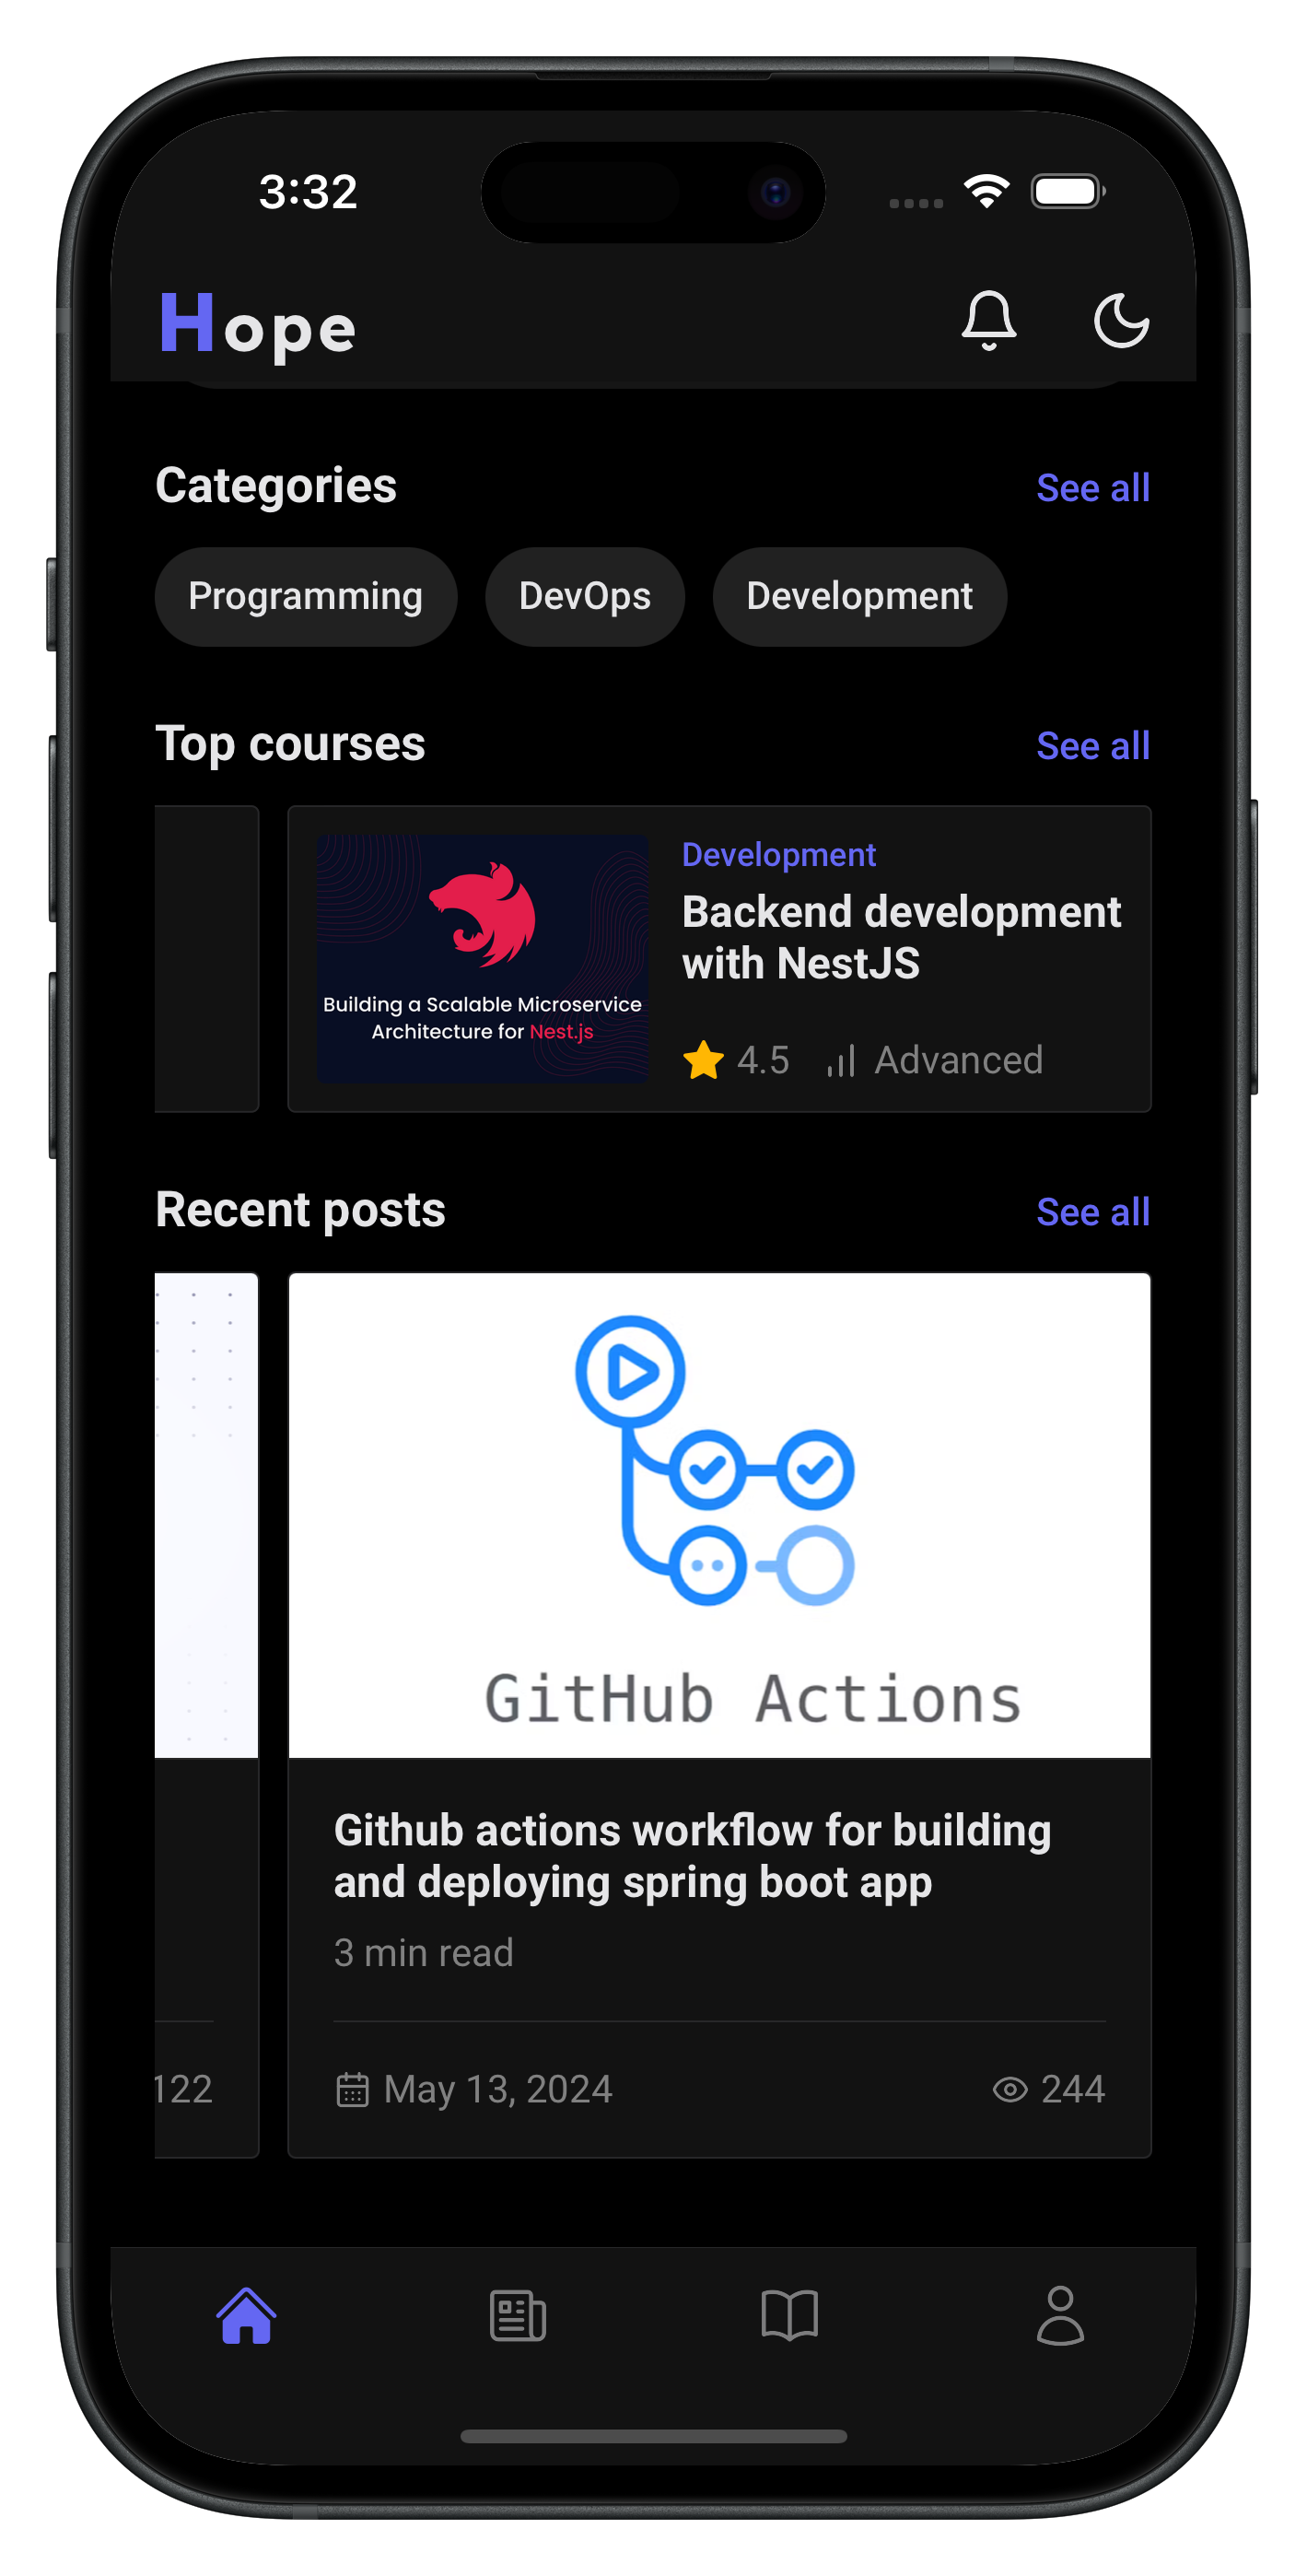 3:32
Hope
Categories
See all
Programming
DevOps
Development
Top courses
See all
Building a Scalable Microservice
Architecture for Nest.js
Development
Backend development
with NestJS
4.5
Advanced
Recent posts
See all
GitHub Actions
Github actions workflow for building
and deploying spring boot app
3 min read
122
May 13, 2024
244